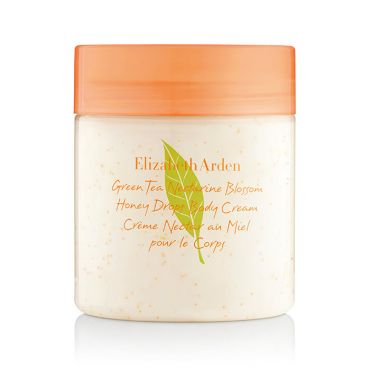 Elizabeth Arden
Green Tea Nectarine Blossom
Honey Drops Body Cream
Crème Nectar au Miel
pour le Corps